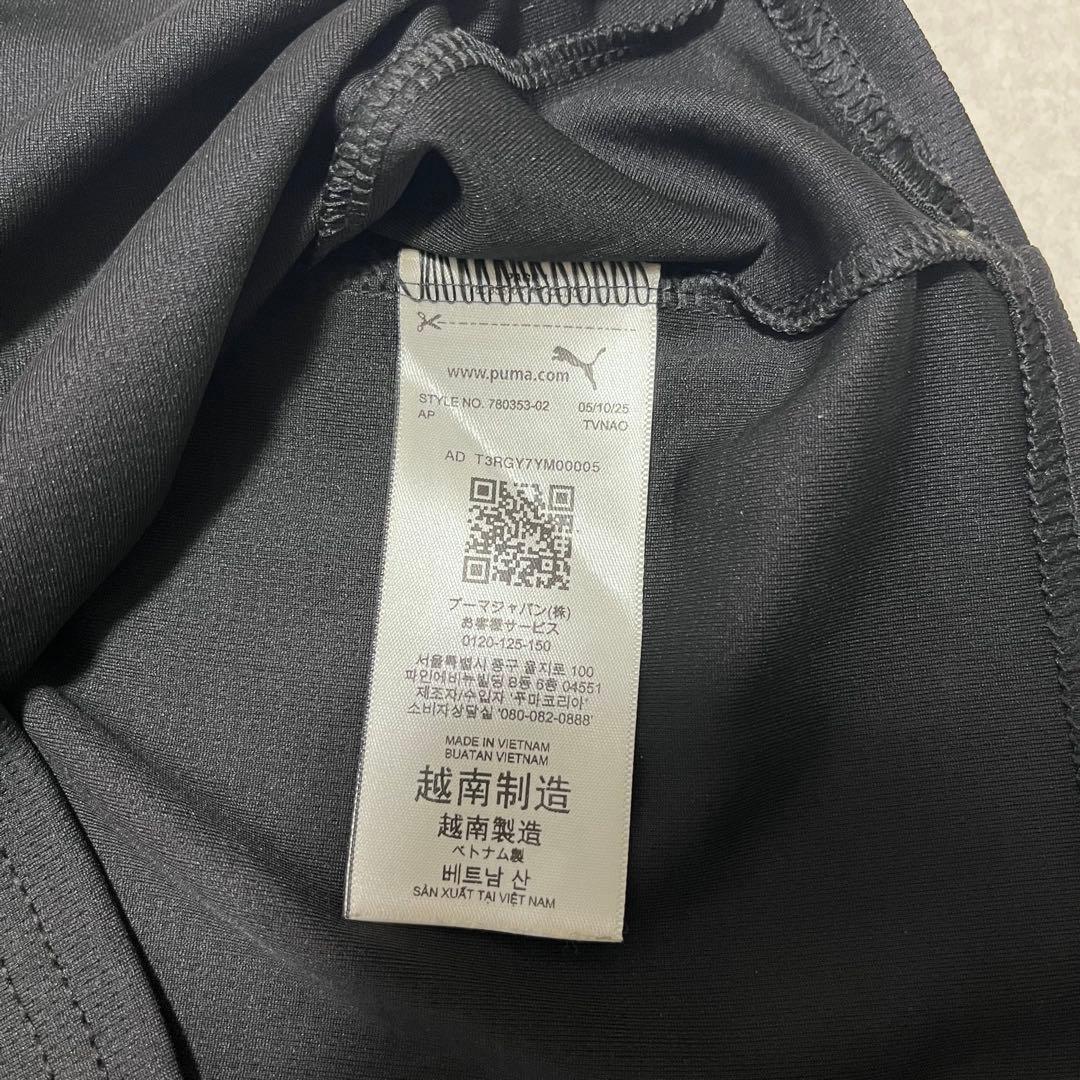 www.puma.com
STYLE NO. 780353-02 05/10/25
AP TVNAO
AD T3RGY7YM00005
プーマジャパン(株)
お客様サービス
0120-125-150
서울특별시 중구 을지로 100
파인에비뉴빌딩 B동 6층 04551
제조자/수입자 '푸마코리아'
소비자상담실 '080-082-0888'
MADE IN VIETNAM
BUATAN VIETNAM
越南制造
越南製造
ベトナム製
베트남 산
SẢN XUẤT TẠI VIỆT NAM